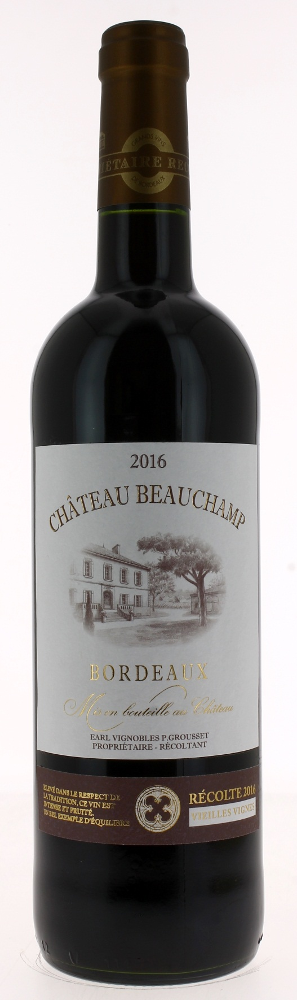 GRANDS VINS
ÉTAIRE REC
DE BORDEAUX
2016
CHÂTEAU BEAUCHAMP
BORDEAUX
Mis en bouteille au Château
EARL VIGNOBLES P.GROUSSET
PROPRIÉTAIRE - RÉCOLTANT
ELEVÉ DANS LE RESPECT DE
LA TRADITION, CE VIN EST
INTENSE ET FRUITÉ.
UN BEL EXEMPLE D'ÉQUILIBRE
RÉCOLTE 2016
VIEILLES VIGNES